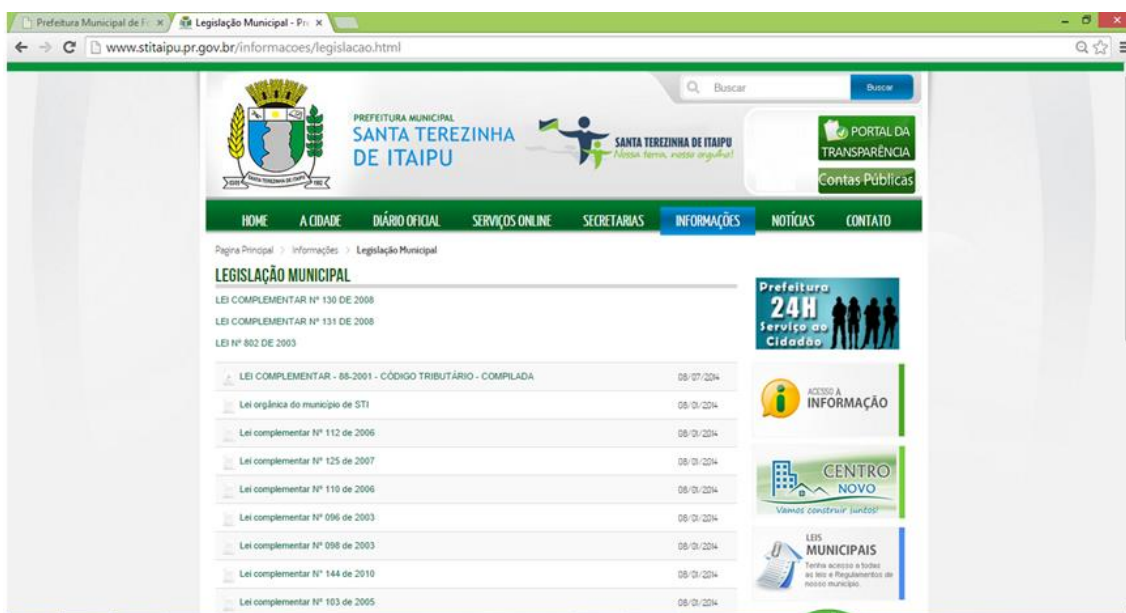 Prefeitura Municipal de Fo
Legislação Municipal - Pre
www.stitaipu.pr.gov.br/informacoes/legislacao.html
Buscar
Buscar
PREFEITURA MUNICIPAL
SANTA TEREZINHA
DE ITAIPU
SANTA TEREZINHA DE ITAIPU
Nossa terra, nosso orgulho!
PORTAL DA
TRANSPARÊNCIA
Contas Públicas
HOME A CIDADE DIÁRIO OFICIAL SERVIÇOS ONLINE SECRETARIAS INFORMAÇÕES NOTÍCIAS CONTATO
Pagina Principal > Informações > Legislação Municipal
LEGISLAÇÃO MUNICIPAL
LEI COMPLEMENTAR Nº 130 DE 2008
LEI COMPLEMENTAR Nº 131 DE 2008
LEI Nº 802 DE 2003
LEI COMPLEMENTAR - 88-2001 - CÓDIGO TRIBUTÁRIO - COMPILADA 08/07/2014
Lei orgânica do município de STI 08/01/2014
Lei complementar Nº 112 de 2006 08/01/2014
Lei complementar Nº 125 de 2007 08/01/2014
Lei complementar Nº 110 de 2006 08/01/2014
Lei complementar Nº 096 de 2003 08/01/2014
Lei complementar Nº 098 de 2003 08/01/2014
Lei complementar Nº 144 de 2010 08/01/2014
Lei complementar Nº 103 de 2005 08/01/2014
Prefeitura
24H
Serviço ao
Cidadão
ACESSO À
INFORMAÇÃO
CENTRO
NOVO
Vamos construir juntos!
LEIS
MUNICIPAIS
Tenha acesso a todas
as leis e Regulamentos de
nosso município.